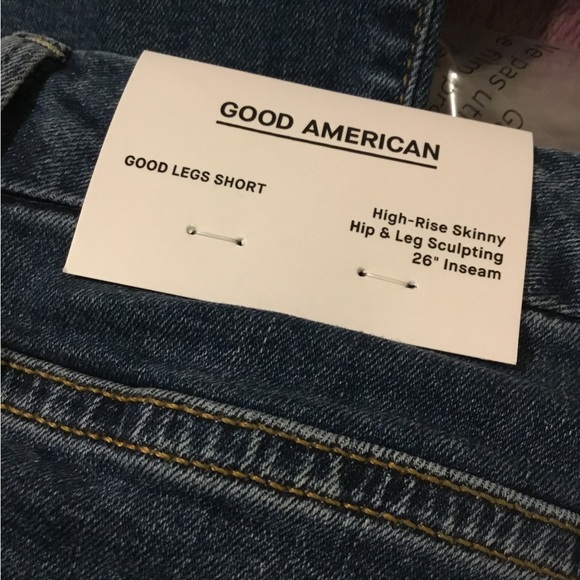 GOOD AMERICAN
GOOD LEGS SHORT
High-Rise Skinny
Hip & Leg Sculpting
26" Inseam